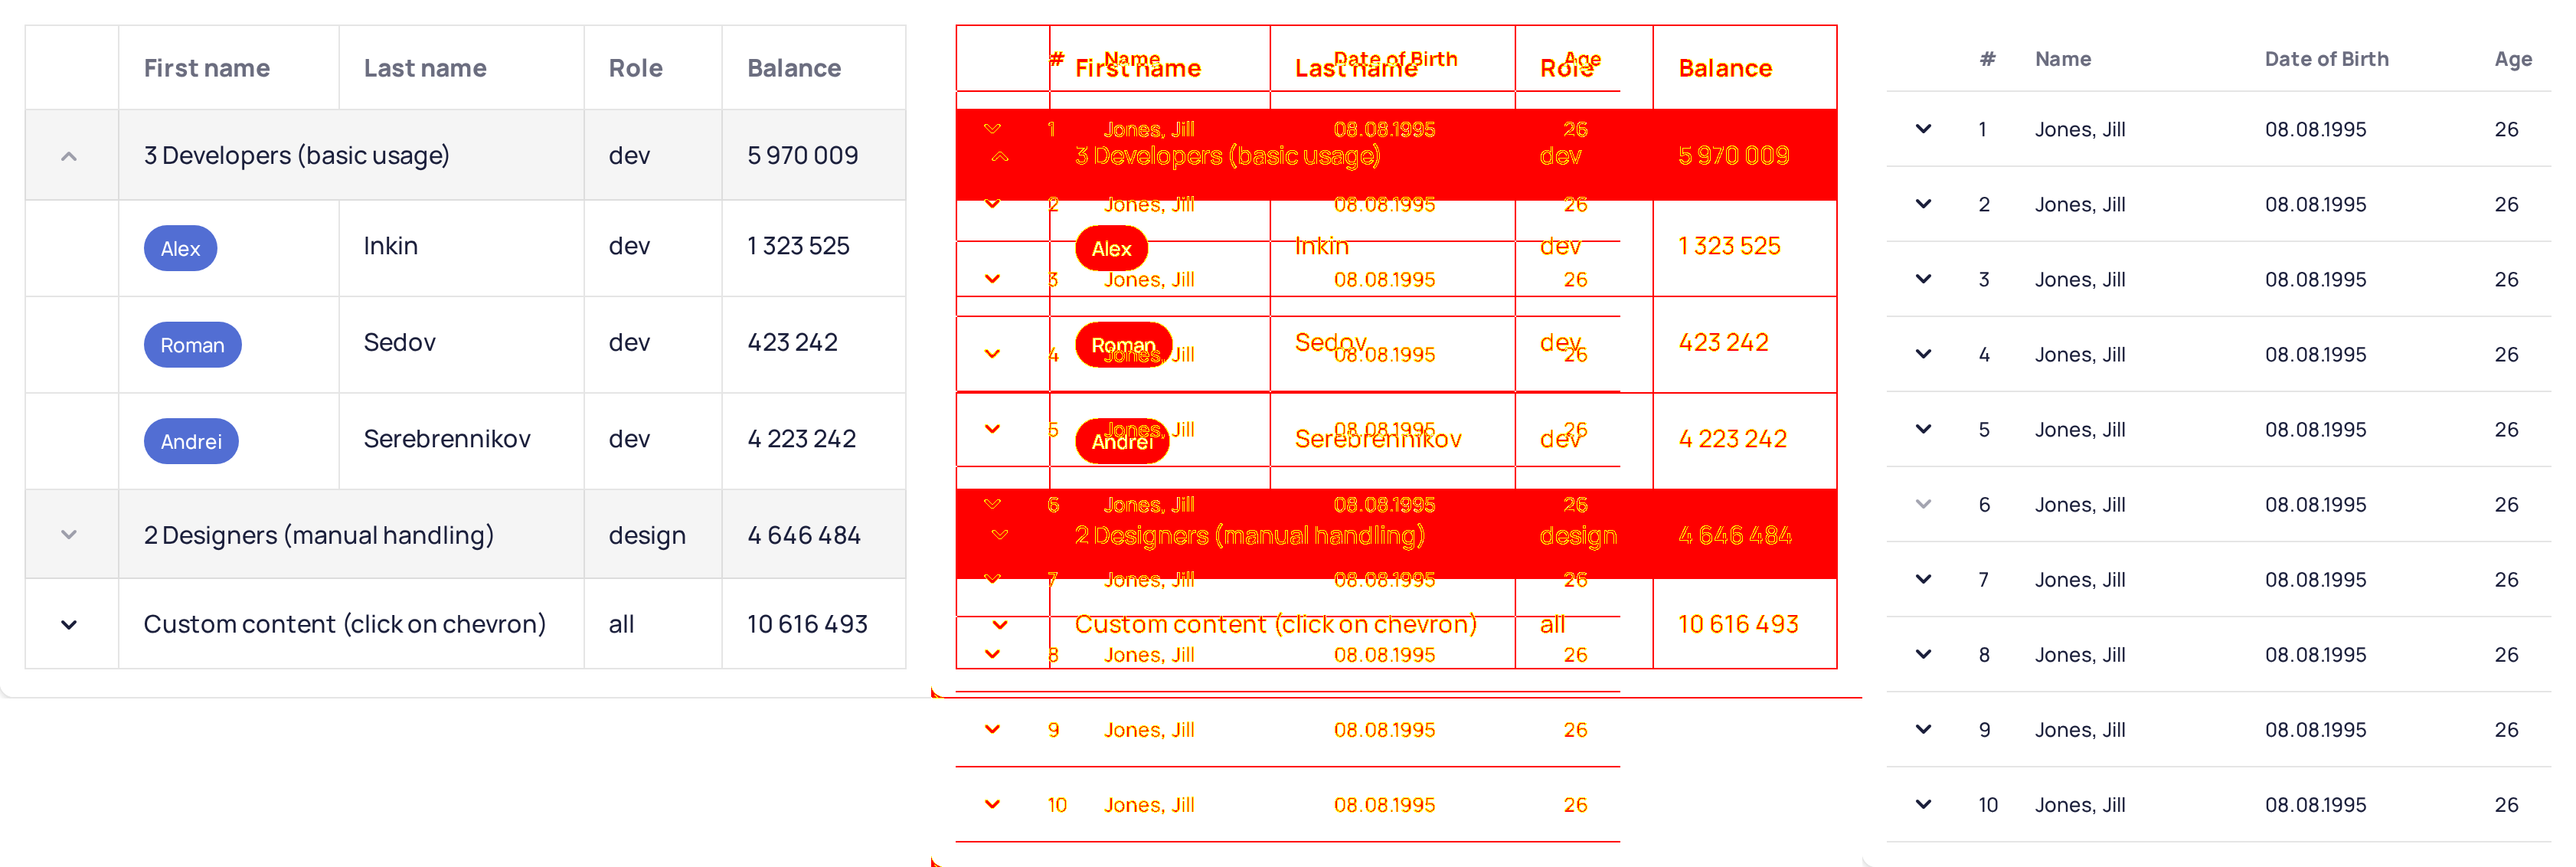 First name Last name Role Balance
3 Developers (basic usage) dev 5 970 009
Alex Inkin dev 1 323 525
Roman Sedov dev 423 242
Andrei Serebrennikov dev 4 223 242
2 Designers (manual handling) design 4 646 484
Custom content (click on chevron) all 10 616 493
# Name Date of Birth Age
First name Last name Role Balance
1 Jones, Jill 08.08.1995 26
3 Developers (basic usage) dev 5 970 009
2 Jones, Jill 08.08.1995 26
Alex Inkin dev 1 323 525
3 Jones, Jill 08.08.1995 26
Roman Sedov dev 423 242
4 Jones, Jill 08.08.1995 26
5 Jones, Jill 08.08.1995 26
Andrei Serebrennikov dev 4 223 242
6 Jones, Jill 08.08.1995 26
2 Designers (manual handling) design 4 646 484
7 Jones, Jill 08.08.1995 26
Custom content (click on chevron) all 10 616 493
8 Jones, Jill 08.08.1995 26
9 Jones, Jill 08.08.1995 26
10 Jones, Jill 08.08.1995 26
# Name Date of Birth Age
1 Jones, Jill 08.08.1995 26
2 Jones, Jill 08.08.1995 26
3 Jones, Jill 08.08.1995 26
4 Jones, Jill 08.08.1995 26
5 Jones, Jill 08.08.1995 26
6 Jones, Jill 08.08.1995 26
7 Jones, Jill 08.08.1995 26
8 Jones, Jill 08.08.1995 26
9 Jones, Jill 08.08.1995 26
10 Jones, Jill 08.08.1995 26